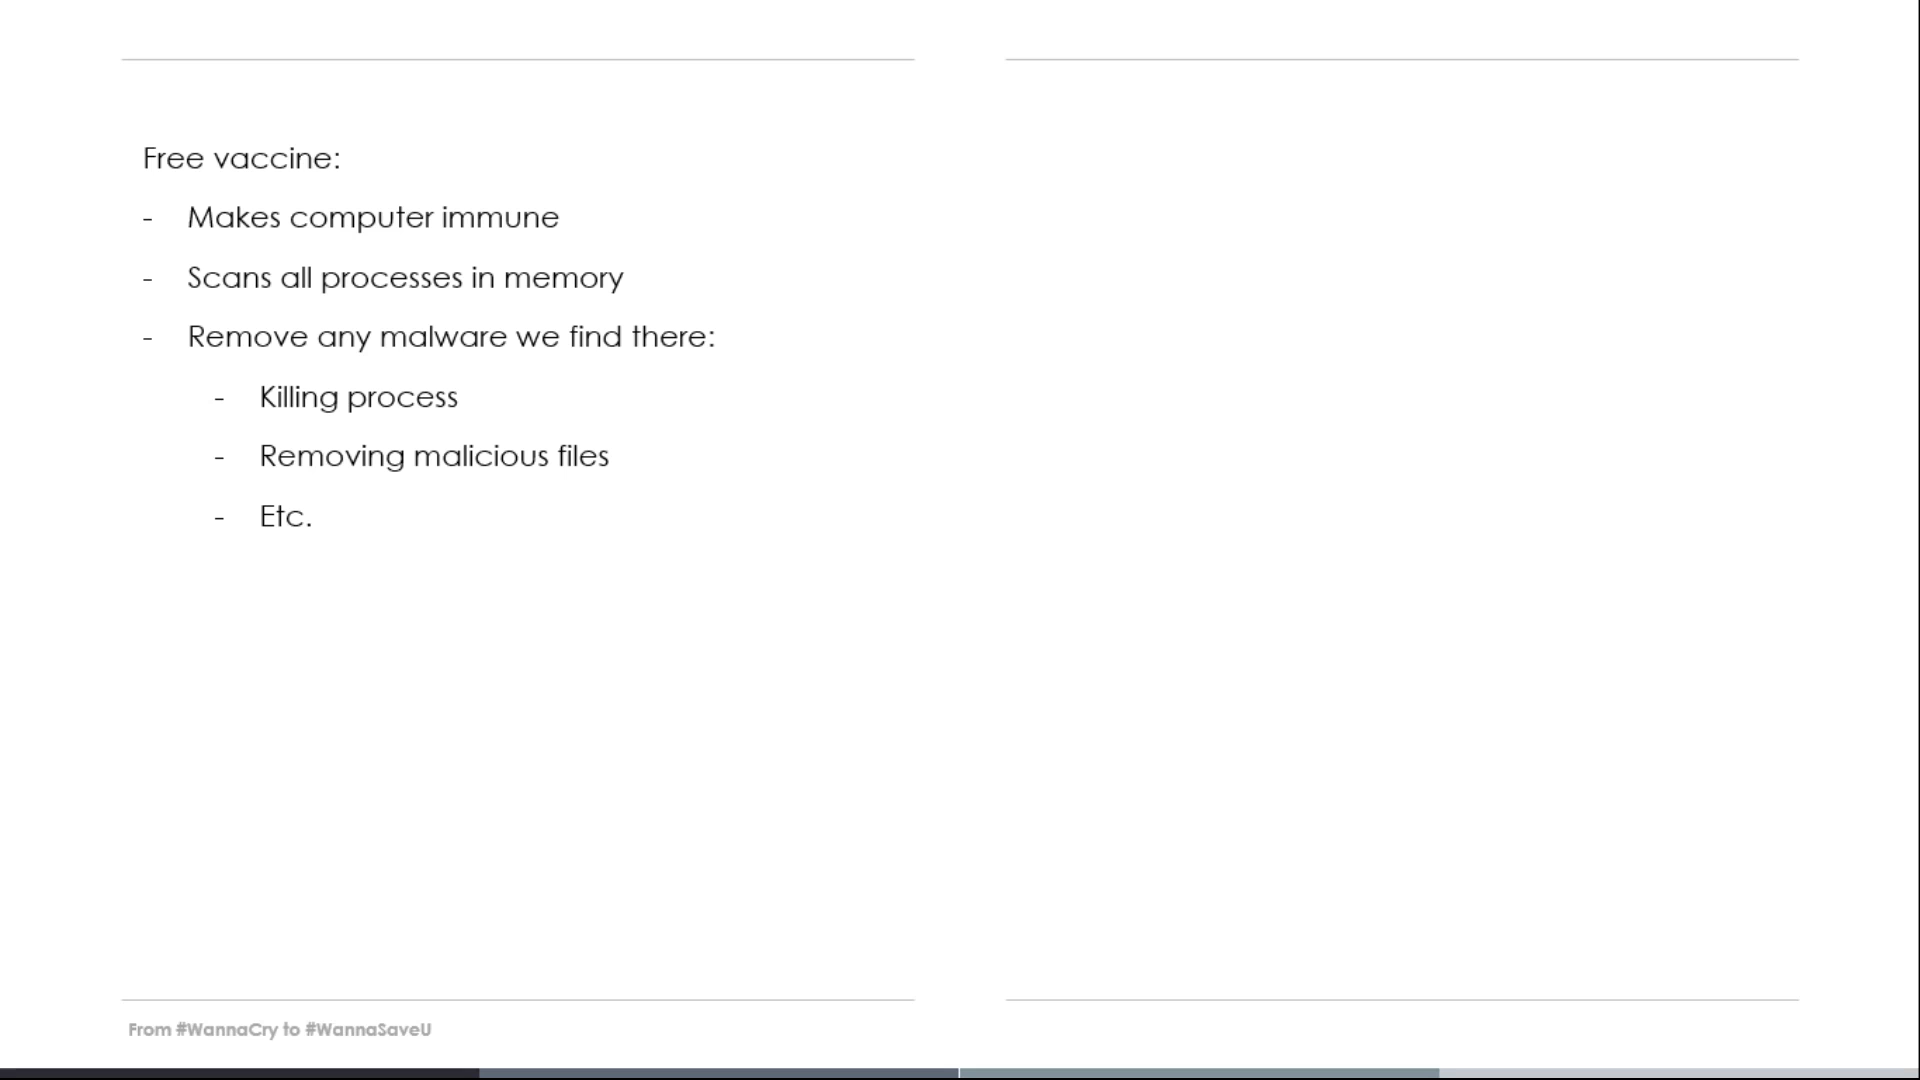 Free vaccine:
- Makes computer immune
- Scans all processes in memory
- Remove any malware we find there:
- Killing process
- Removing malicious files
- Etc.
From #WannaCry to #WannaSaveU